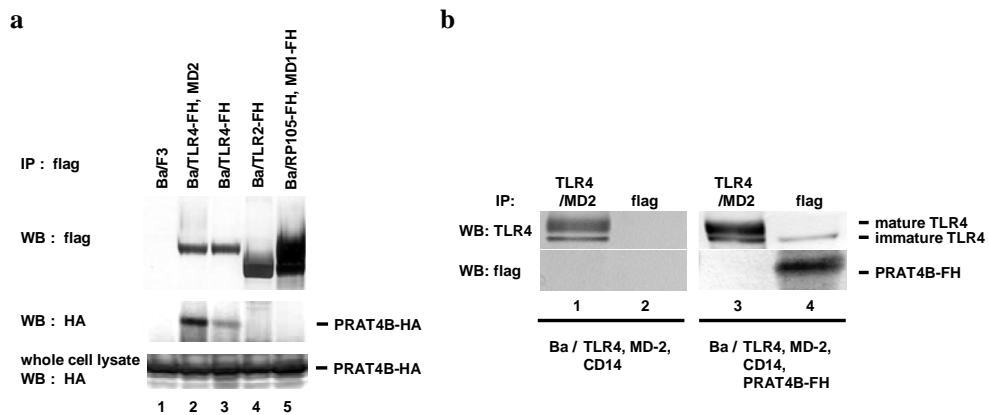 a
b
Ba/F3
Ba/TLR4-FH, MD2
Ba/TLR4-FH
Ba/TLR2-FH
Ba/RP105-FH, MD1-FH
IP : flag
WB : flag
WB : HA
PRAT4B-HA
whole cell lysate
WB : HA
PRAT4B-HA
1 2 3 4 5
IP:
TLR4
/MD2
flag
TLR4
/MD2
flag
WB: TLR4
mature TLR4
immature TLR4
WB: flag
PRAT4B-FH
1 2 3 4
Ba / TLR4, MD-2,
CD14
Ba / TLR4, MD-2,
CD14,
PRAT4B-FH